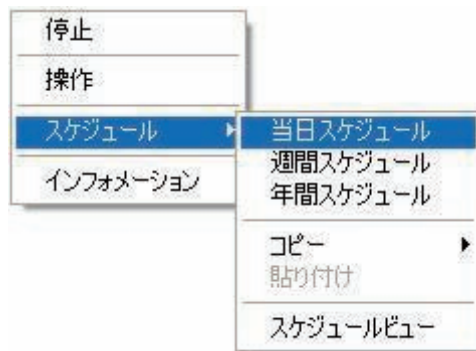 停止
操作
スケジュール
インフォメーション
当日スケジュール
週間スケジュール
年間スケジュール
コピー
貼り付け
スケジュールビュー